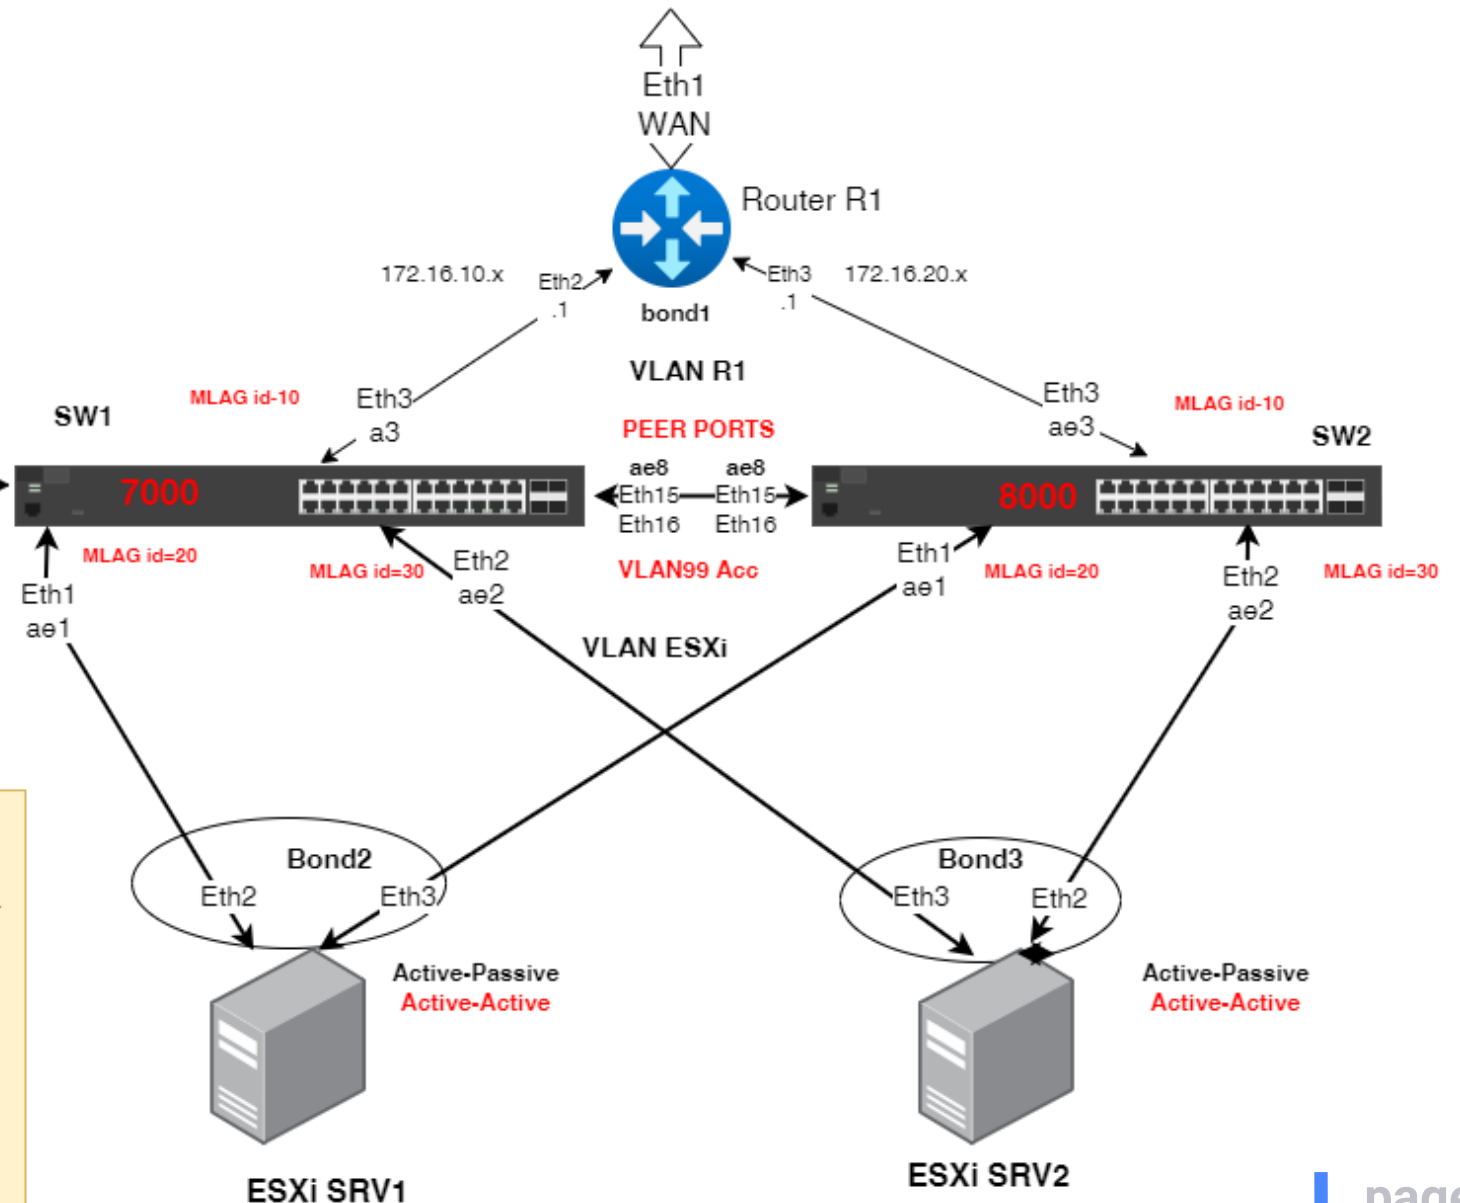 Eth1
WAN
Router R1
172.16.10.x
Eth2
.1
Eth3
.1
172.16.20.x
bond1
VLAN R1
MLAG id-10
Eth3
a3
SW1
PEER PORTS
Eth3
ae3
MLAG id-10
SW2
ae8
ae8
Eth15
Eth15
Eth16
Eth16
7000
8000
MLAG id=20
MLAG id=30
Eth2
ae2
VLAN99 Acc
Eth1
ae1
MLAG id=20
Eth2
ae2
MLAG id=30
Eth1
ae1
VLAN ESXi
Bond2
Eth2
Eth3
Bond3
Eth3
Eth2
Active-Passive
Active-Active
Active-Passive
Active-Active
ESXi SRV1
ESXi SRV2